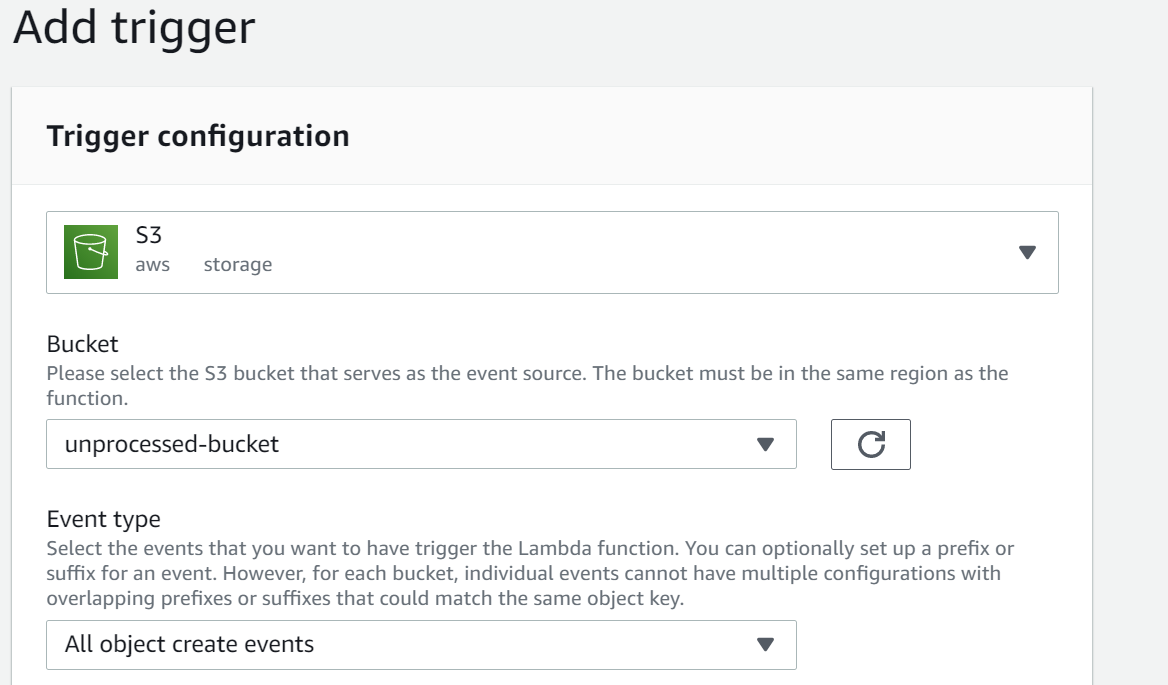 Add trigger
Trigger configuration
S3
aws storage
Bucket
Please select the S3 bucket that serves as the event source. The bucket must be in the same region as the
function.
unprocessed-bucket
Event type
Select the events that you want to have trigger the Lambda function. You can optionally set up a prefix or
suffix for an event. However, for each bucket, individual events cannot have multiple configurations with
overlapping prefixes or suffixes that could match the same object key.
All object create events